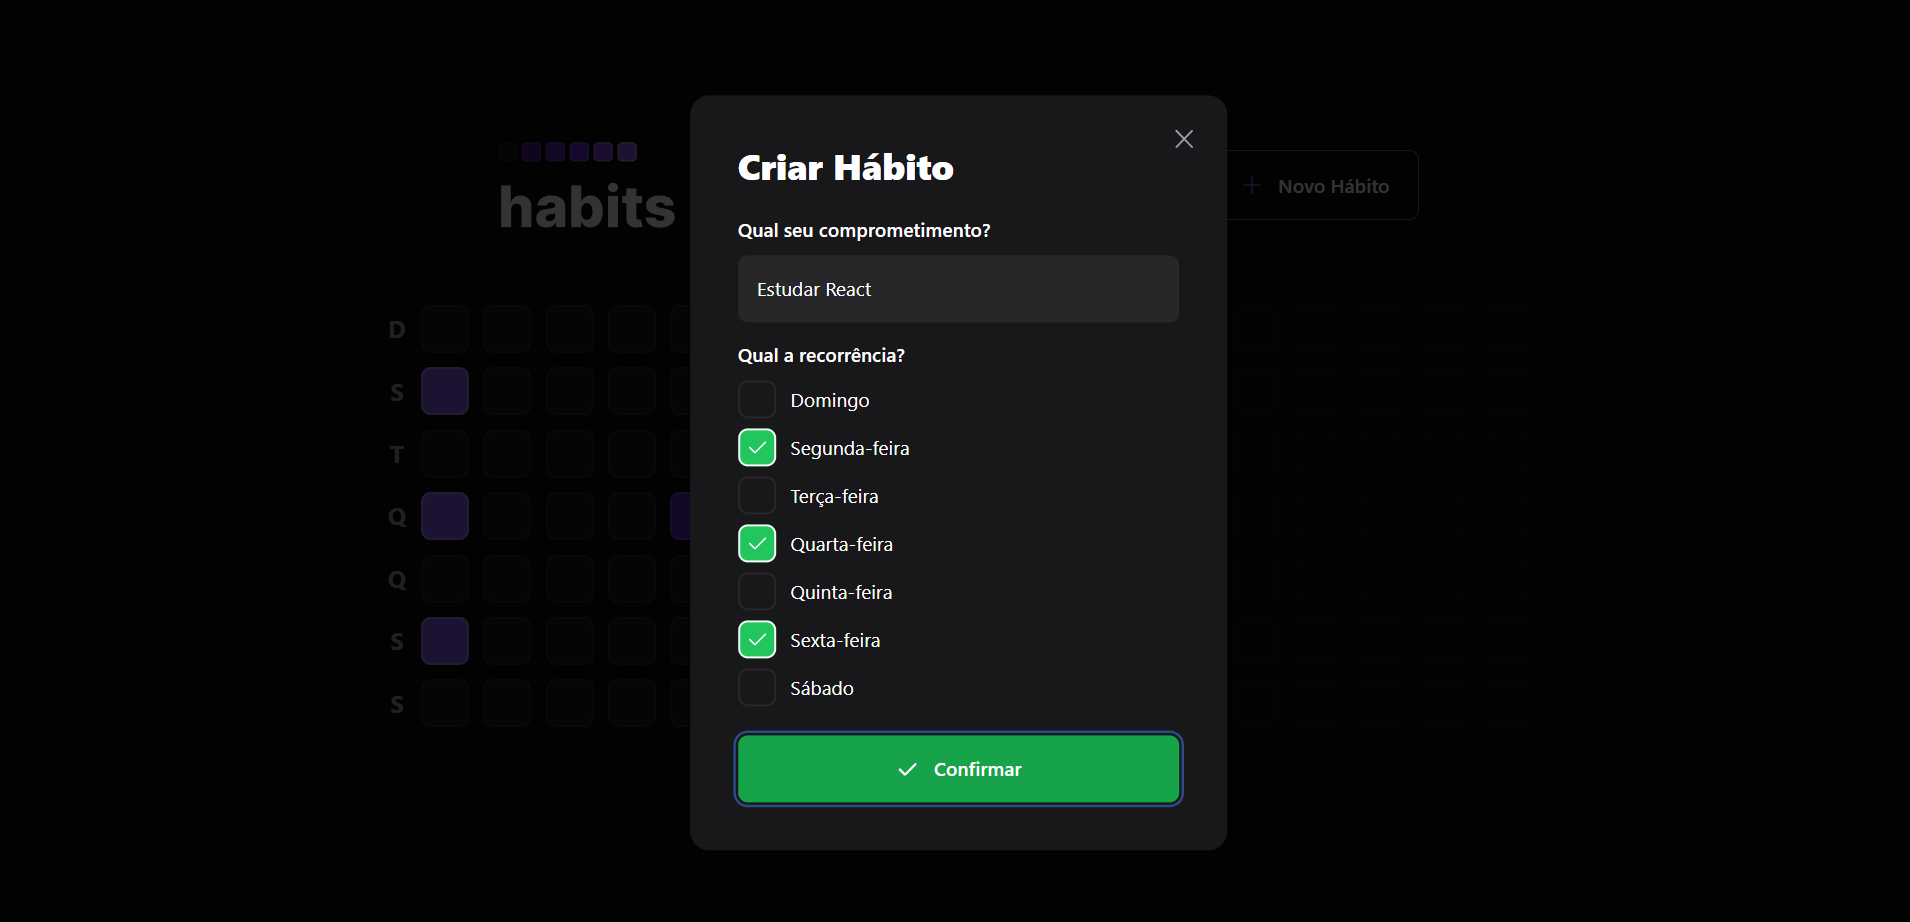 habits
Novo Hábito
D
S
T
Q
Q
S
S
Criar Hábito
Qual seu comprometimento?
Estudar React
Qual a recorrência?
Domingo
Segunda-feira
Terça-feira
Quarta-feira
Quinta-feira
Sexta-feira
Sábado
Confirmar